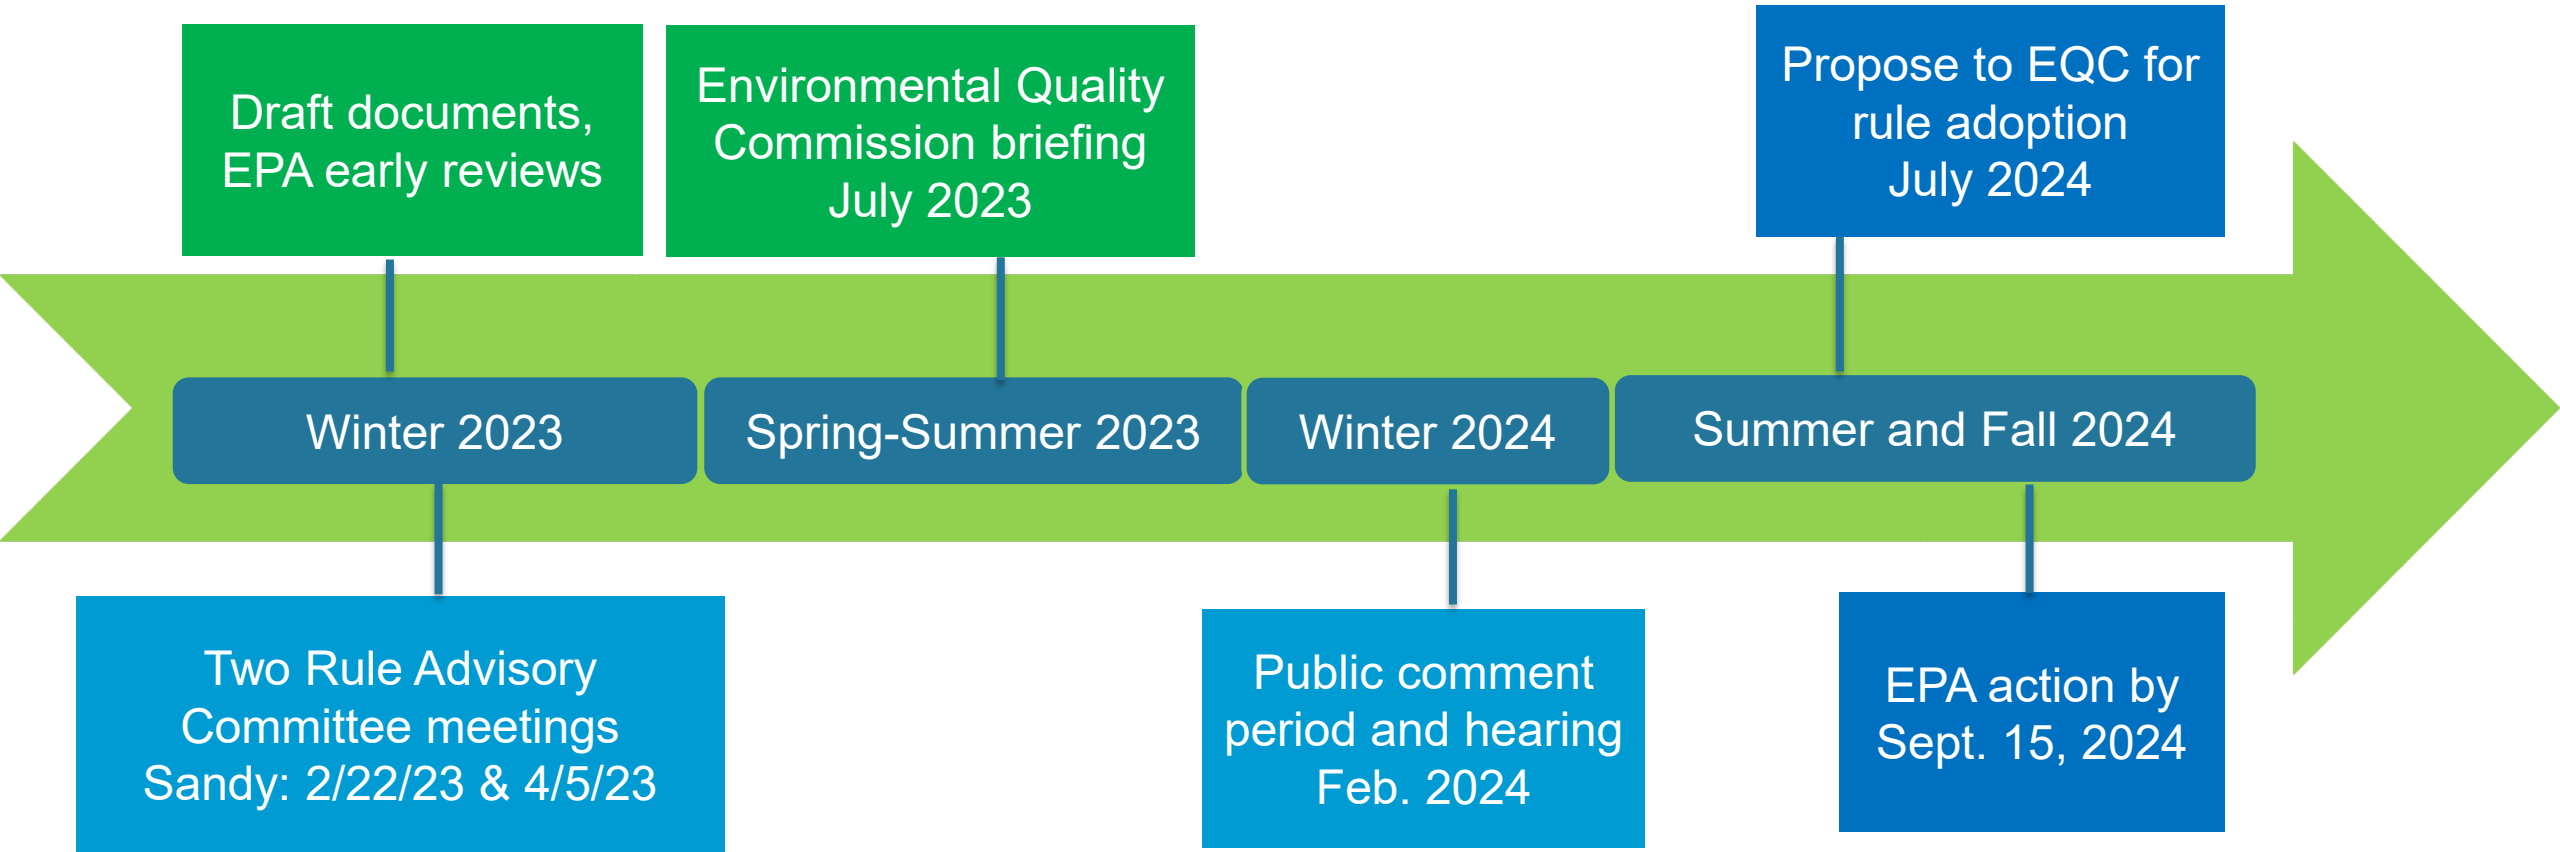 Draft documents,
EPA early reviews
Environmental Quality
Commission briefing
July 2023
Propose to EQC for
rule adoption
July 2024
Winter 2023
Spring-Summer 2023
Winter 2024
Summer and Fall 2024
Two Rule Advisory
Committee meetings
Sandy: 2/22/23 & 4/5/23
Public comment
period and hearing
Feb. 2024
EPA action by
Sept. 15, 2024